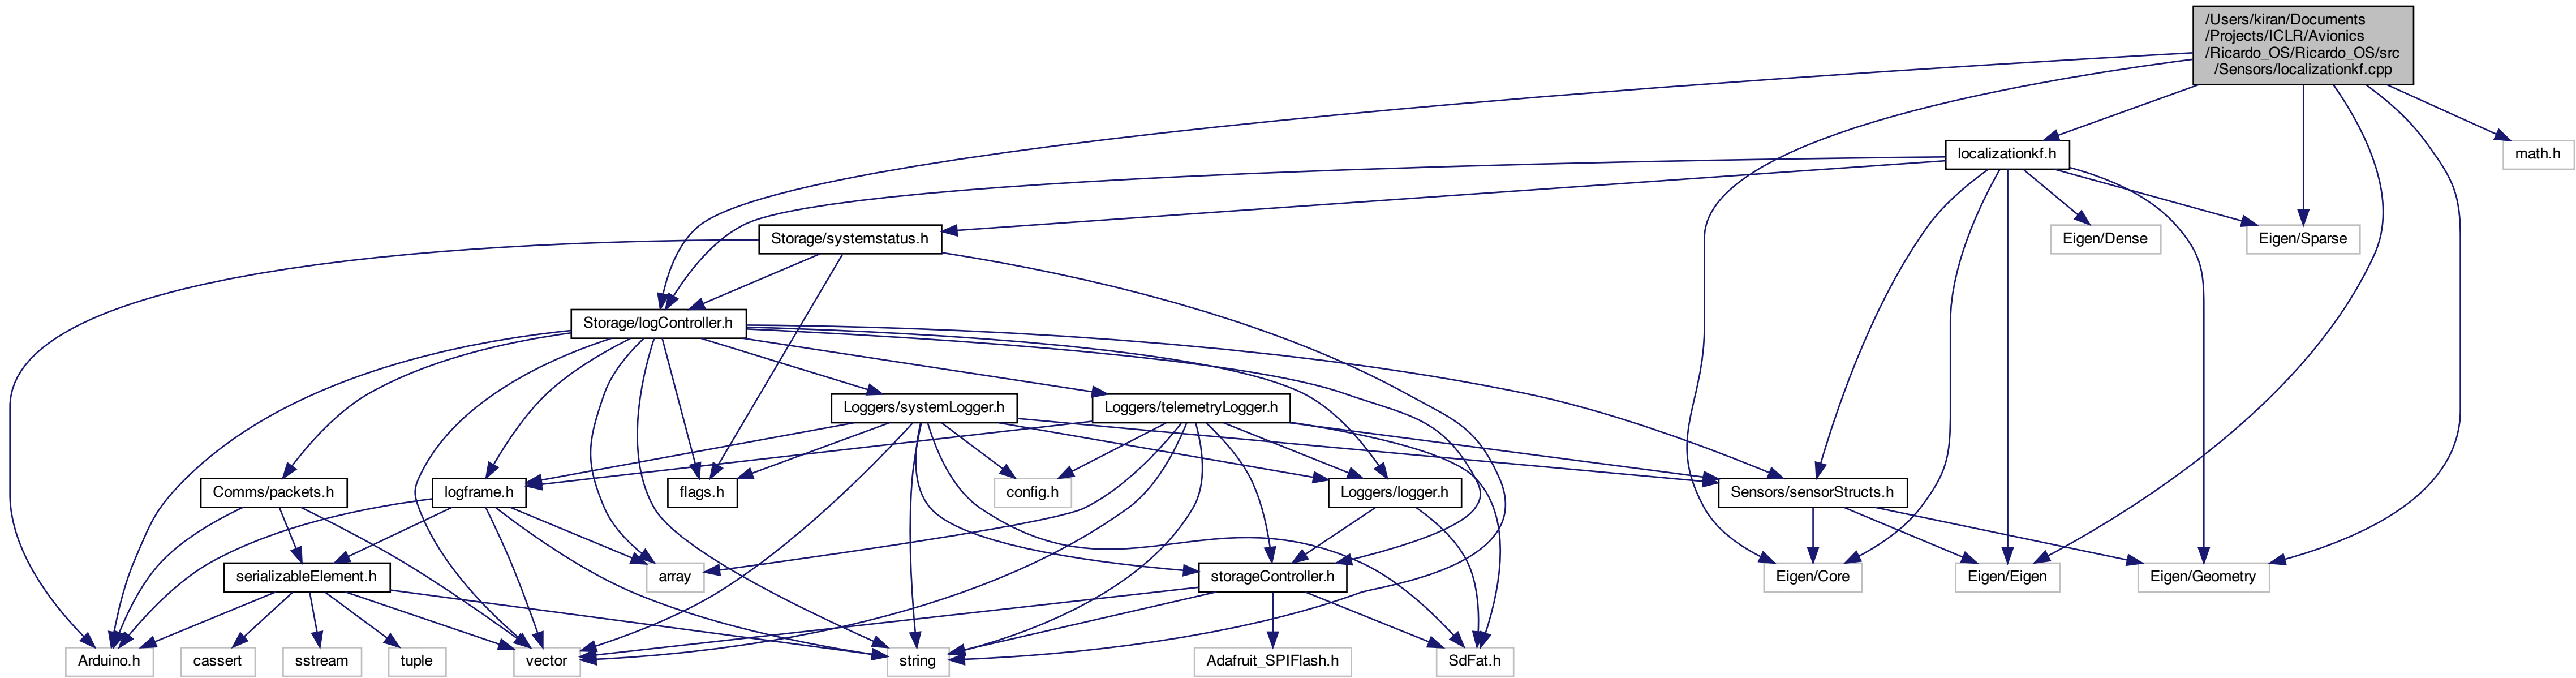 /Users/kiran/Documents
/Projects/ICLR/Avionics
/Ricardo_OS/Ricardo_OS/src
/Sensors/localizationkf.cpp
localizationkf.h
math.h
Storage/systemstatus.h
Eigen/Dense
Eigen/Sparse
Storage/logController.h
Loggers/systemLogger.h
Loggers/telemetryLogger.h
Comms/packets.h
logframe.h
flags.h
config.h
Loggers/logger.h
Sensors/sensorStructs.h
serializableElement.h
array
storageController.h
Eigen/Core
Eigen/Eigen
Eigen/Geometry
Arduino.h
cassert
sstream
tuple
vector
string
Adafruit_SPIFlash.h
SdFat.h